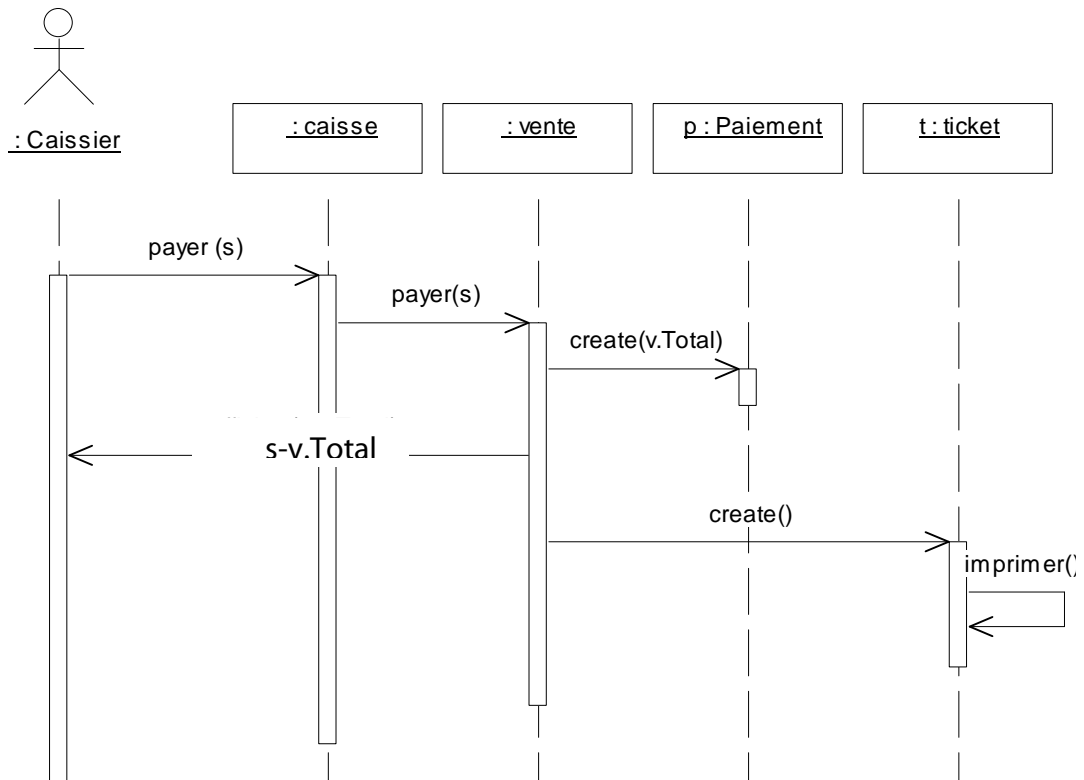 : Caissier
: caisse
: vente
p : Paiement
t : ticket
payer (s)
payer(s)
create(v.Total)
s-v.Total
create()
imprimer()